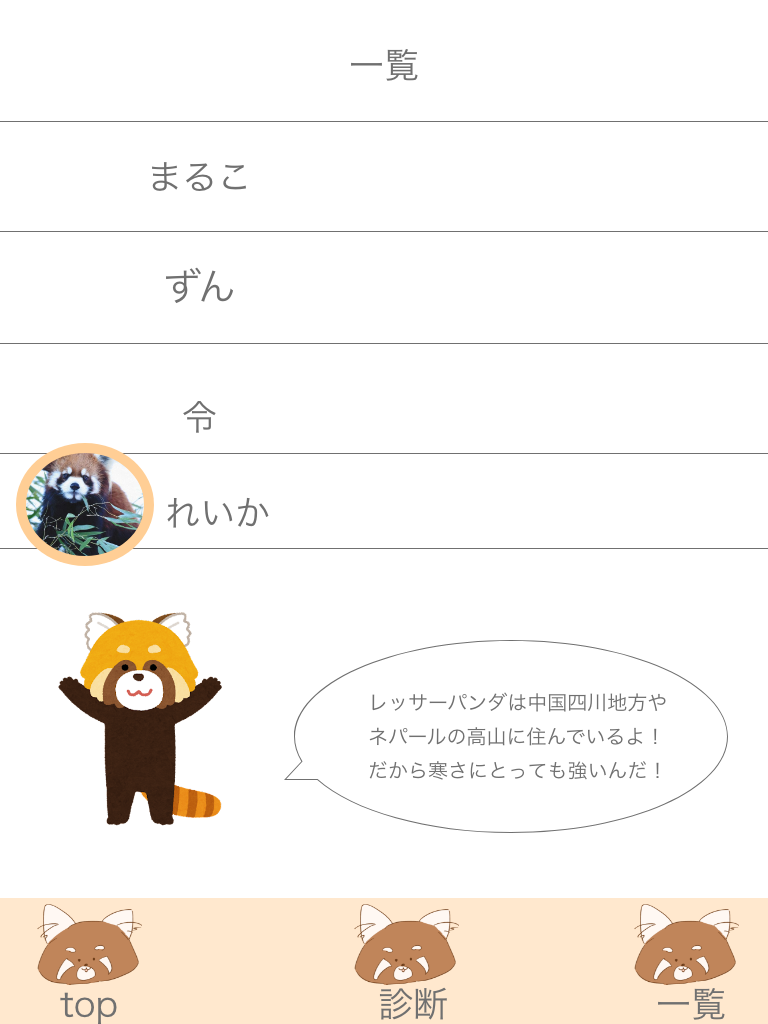 一覧
まるこ
ずん
令
れいか
レッサーパンダは中国四川地方や
ネパールの高山に住んでいるよ！
だから寒さにとっても強いんだ！
top
診断
一覧